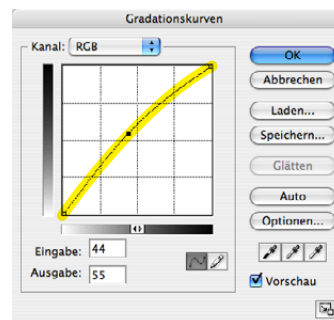 Gradationskurven
Kanal: RGB
OK
Abbrechen
Laden...
Speichern...
Glätten
Auto
Optionen...
Eingabe: 44
Ausgabe: 55
Vorschau